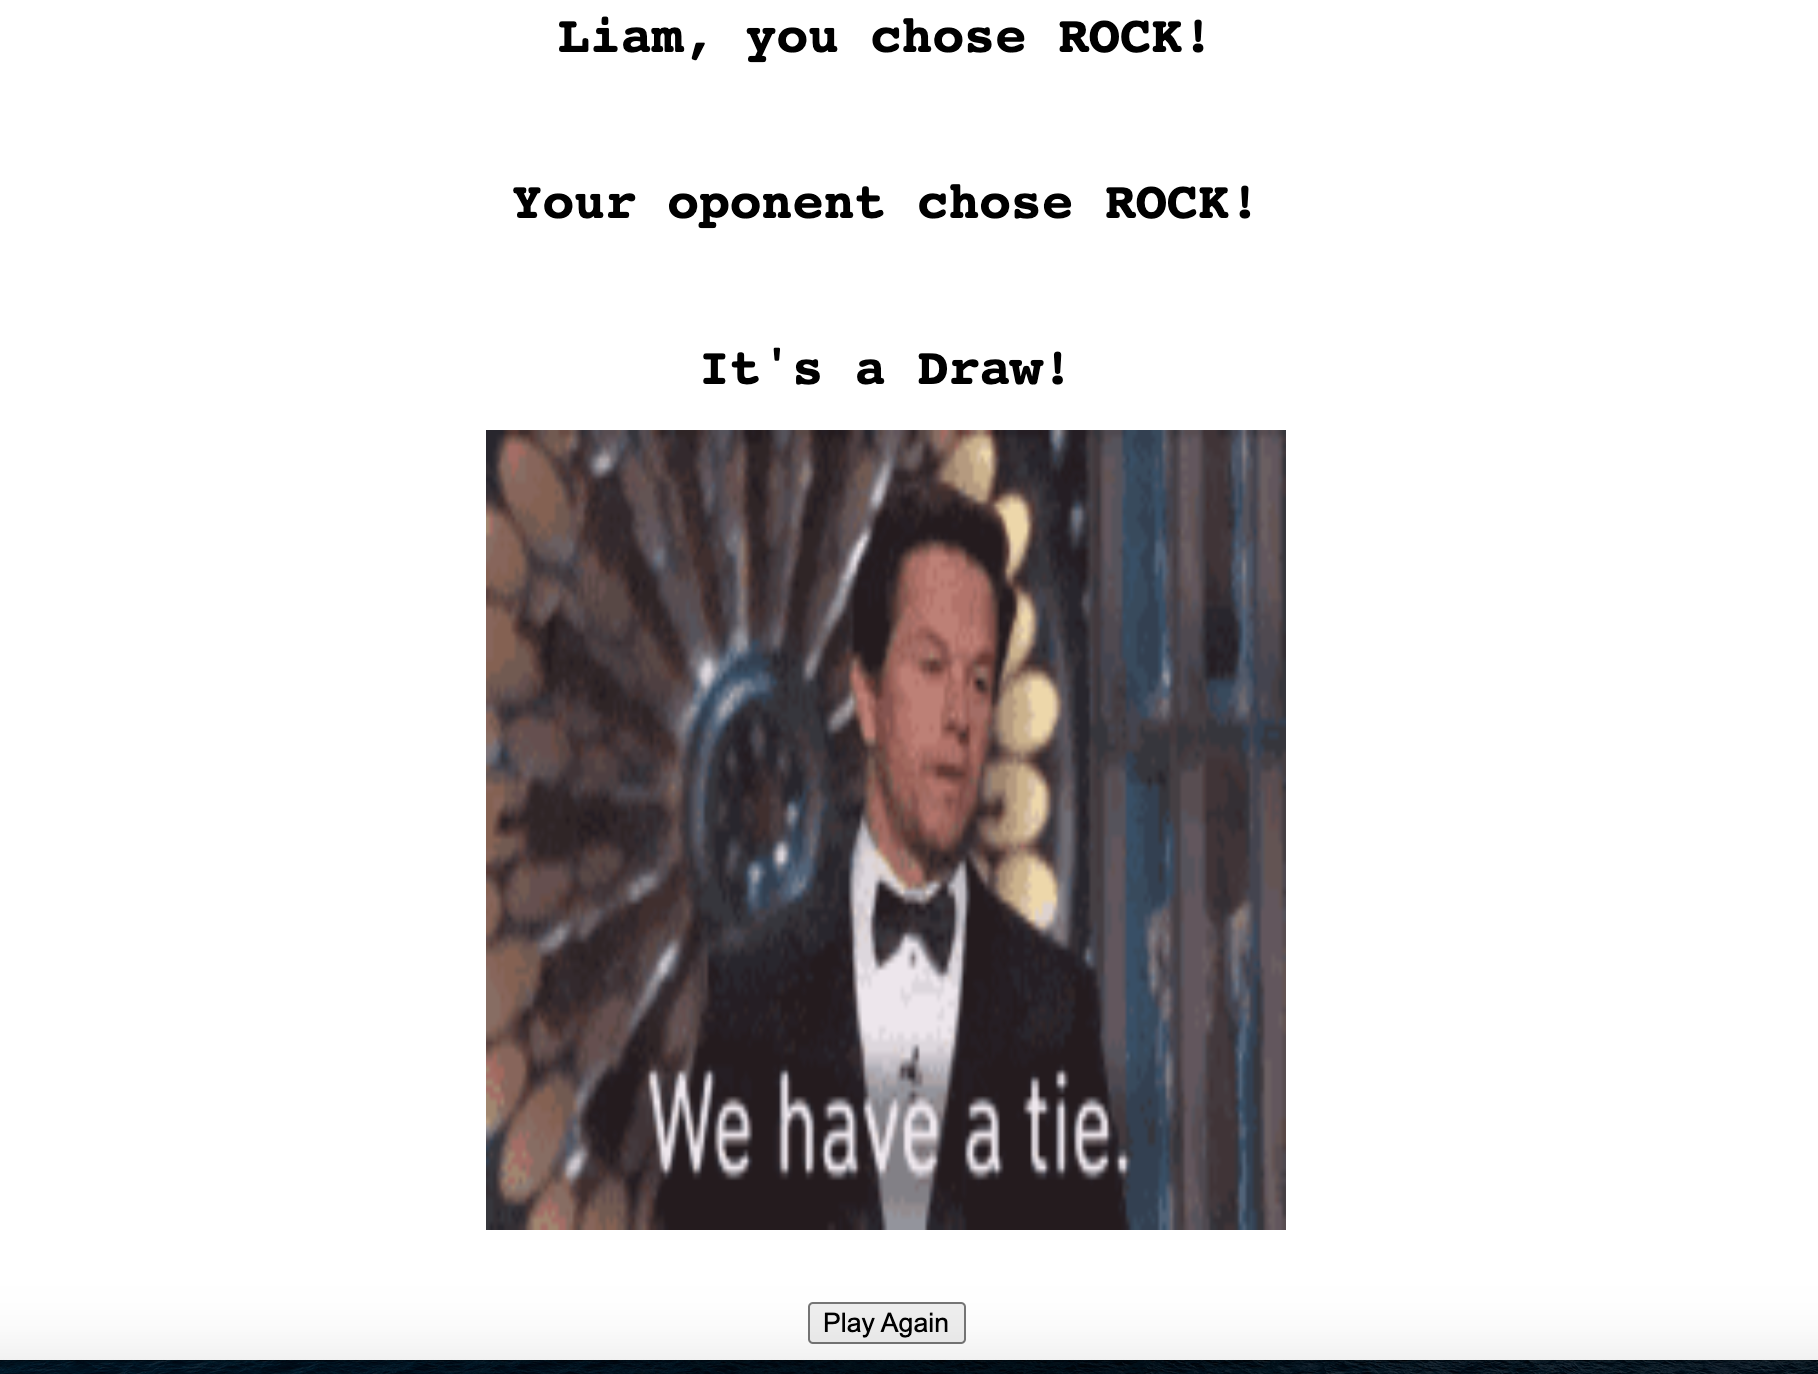 Liam, you chose ROCK!
Your oponent chose ROCK!
It's a Draw!
We have a tie.
Play Again